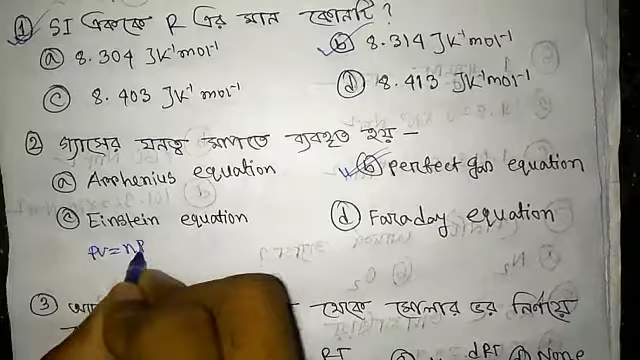 ① SI এককে R এর মান কোনটি?
ⓐ 8.304 JK⁻¹mol⁻¹ ⓑ 8.314 JK⁻¹mol⁻¹
ⓒ 8.403 JK⁻¹mol⁻¹ ⓓ 8.413 JK⁻¹mol⁻¹
② গ্যাসের ঘনত্ব মাপতে ব্যবহৃত হয় —
ⓐ Arrhenius equation ⓑ perfect gas equation
ⓒ Einstein equation ⓓ Faraday equation
PV=nR
③ থেকে মোলার ভর নির্ণয়ে
RT dRT ⓓ None